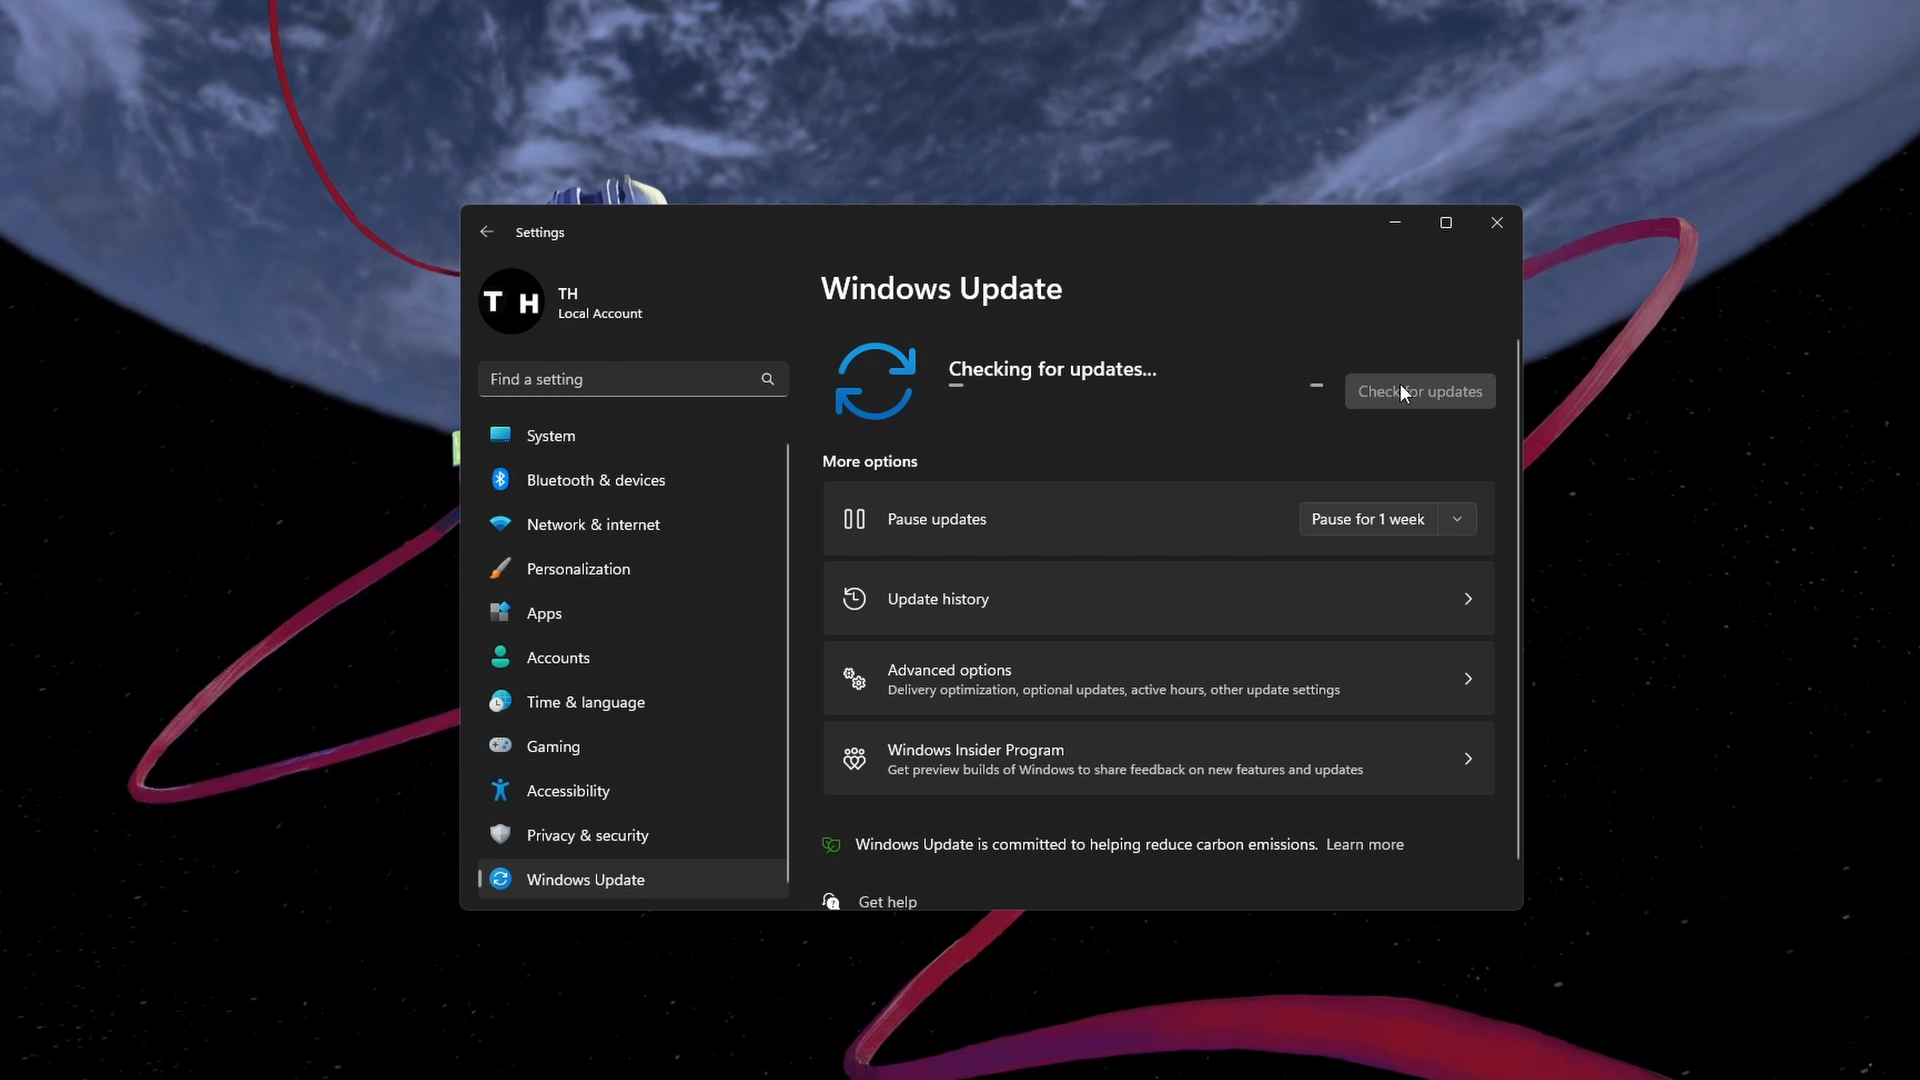 Settings
TH
TH
Local Account
Find a setting
System
Bluetooth & devices
Network & internet
Personalization
Apps
Accounts
Time & language
Gaming
Accessibility
Privacy & security
Windows Update
Windows Update
Checking for updates...
Check for updates
More options
Pause updates
Pause for 1 week
Update history
Advanced options
Delivery optimization, optional updates, active hours, other update settings
Windows Insider Program
Get preview builds of Windows to share feedback on new features and updates
Windows Update is committed to helping reduce carbon emissions. Learn more
Get help